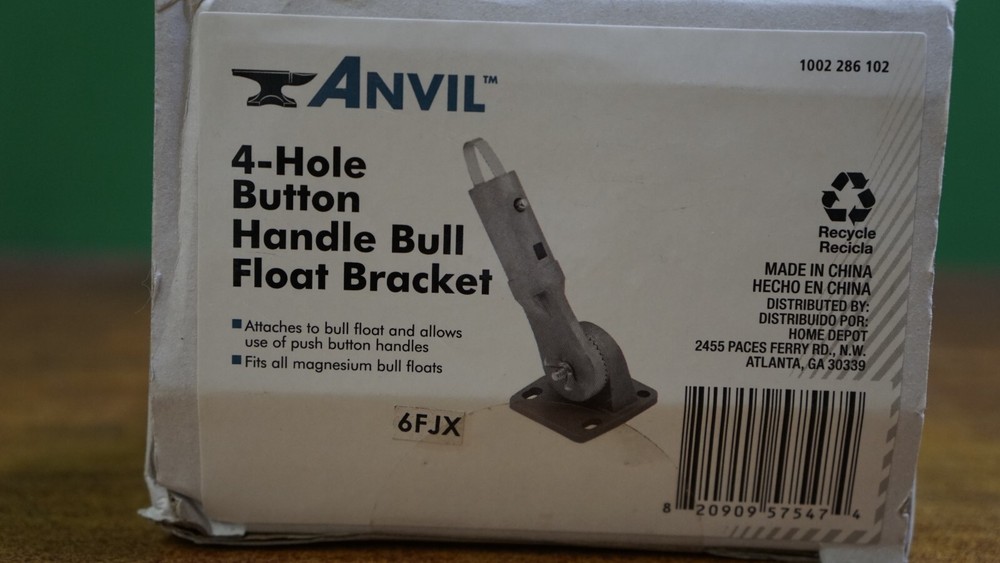 ANVIL™
1002 286 102
4-Hole
Button
Handle Bull
Float Bracket
Attaches to bull float and allows
use of push button handles
Fits all magnesium bull floats
6FJX
Recycle
Recicla
MADE IN CHINA
HECHO EN CHINA
DISTRIBUTED BY:
DISTRIBUIDO POR:
HOME DEPOT
2455 PACES FERRY RD., N.W.
ATLANTA, GA 30339
8 20909 57547 4